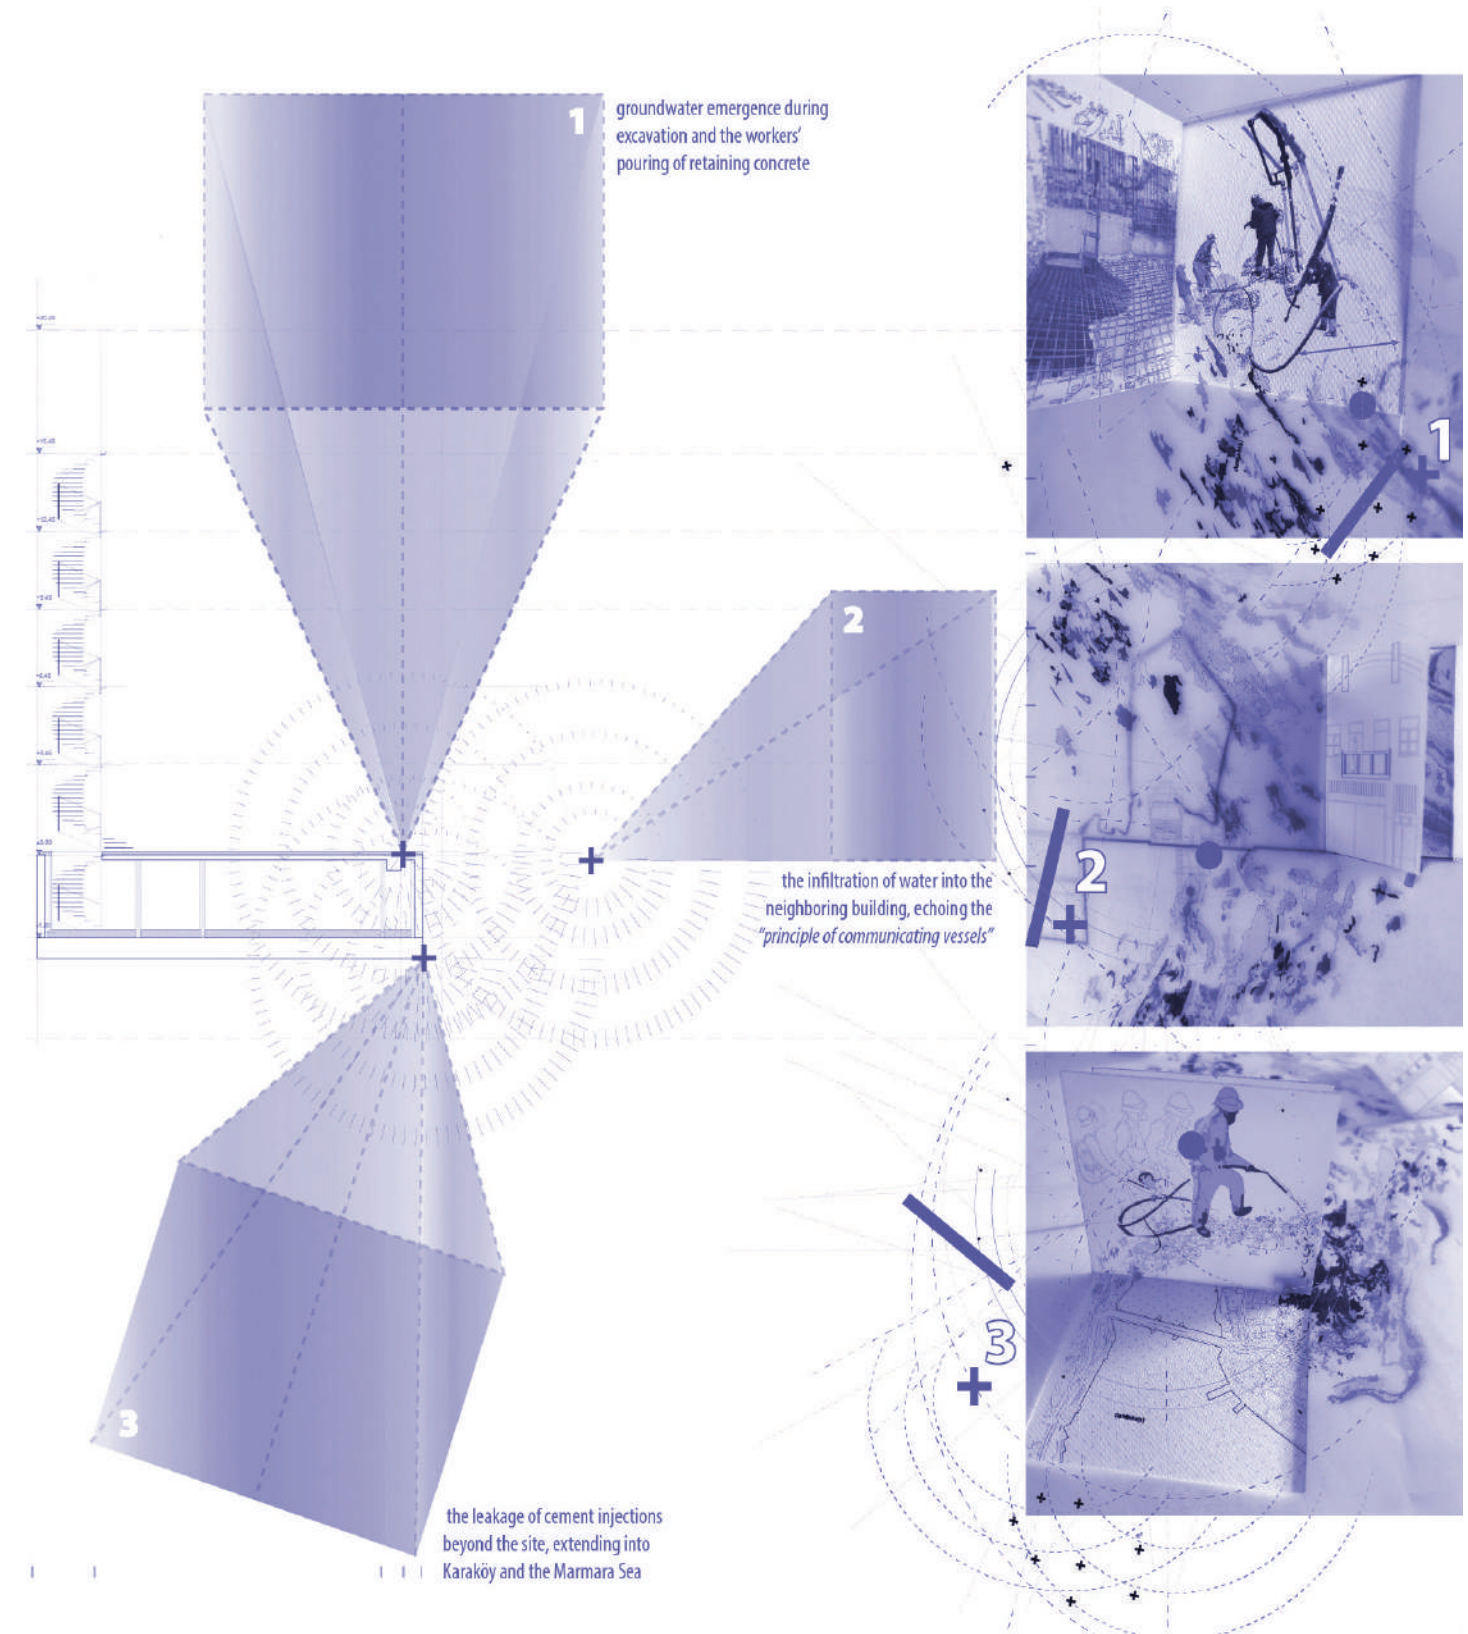 1
groundwater emergence during
excavation and the workers'
pouring of retaining concrete
1
2
the infiltration of water into the
neighboring building, echoing the
"principle of communicating vessels"
2
3
3
the leakage of cement injections
beyond the site, extending into
Karaköy and the Marmara Sea